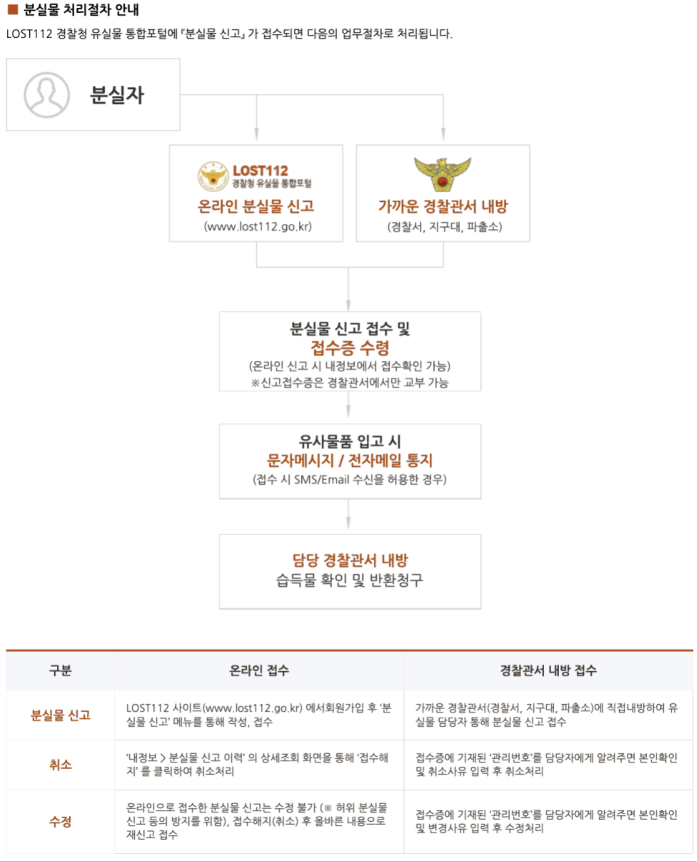 ■ 분실물 처리절차 안내
LOST112 경찰청 유실물 통합포털에 『분실물 신고』가 접수되면 다음의 업무절차로 처리됩니다.
분실자
LOST112
경찰청 유실물 통합포털
온라인 분실물 신고
(www.lost112.go.kr)
가까운 경찰관서 내방
(경찰서, 지구대, 파출소)
분실물 신고 접수 및
접수증 수령
(온라인 신고 시 내정보에서 접수확인 가능)
※신고접수증은 경찰관서에서만 교부 가능
유사물품 입고 시
문자메시지 / 전자메일 통지
(접수 시 SMS/Email 수신을 허용한 경우)
담당 경찰관서 내방
습득물 확인 및 반환청구
구분
온라인 접수
경찰관서 내방 접수
분실물 신고
LOST112 사이트(www.lost112.go.kr) 에서회원가입 후 '분
실물 신고' 메뉴를 통해 작성, 접수
가까운 경찰관서(경찰서, 지구대, 파출소)에 직접내방하여 유
실물 담당자 통해 분실물 신고 접수
취소
'내정보 > 분실물 신고 이력' 의 상세조회 화면을 통해 '접수해
지' 를 클릭하여 취소처리
접수증에 기재된 '관리번호'를 담당자에게 알려주면 본인확인
및 취소사유 입력 후 취소처리
수정
온라인으로 접수한 분실물 신고는 수정 불가 (※ 허위 분실물
신고 등의 방지를 위함), 접수해지(취소) 후 올바른 내용으로
재신고 접수
접수증에 기재된 '관리번호'를 담당자에게 알려주면 본인확인
및 변경사유 입력 후 수정처리